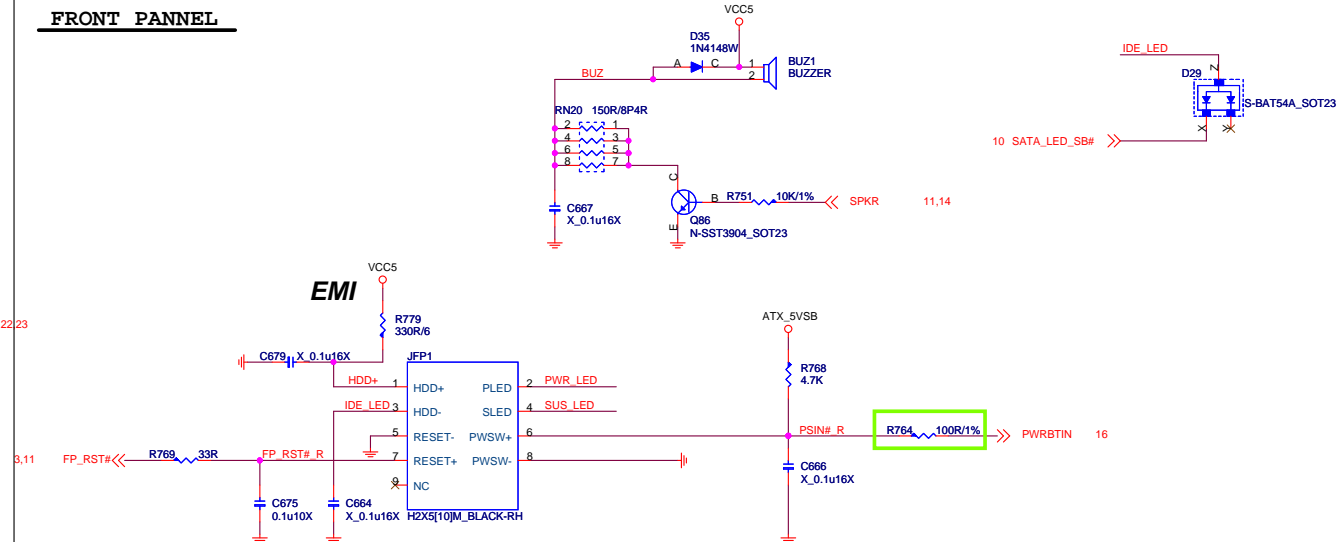 FRONT PANNEL
VCC5
D35
1N4148W
A
C
1
2
BUZ1
BUZZER
BUZ
RN20 150R/8P4R
2 1
4 3
6 5
8 7
C667
X_0.1u16X
C
B
E
Q86
N-SST3904_SOT23
R751 10K/1%
SPKR 11,14
IDE_LED
Z
D29
S-BAT54A_SOT23
X
Y
10 SATA_LED_SB#
EMI
VCC5
R779
330R/6
22,23
C679 X_0.1u16X
JFP1
HDD+ 1 HDD+
PLED 2 PWR_LED
IDE_LED 3 HDD-
SLED 4 SUS_LED
5 RESET-
PWSW+ 6
7 RESET+
PWSW- 8
9 NC
H2X5[10]M_BLACK-RH
3,11 FP_RST# R769 33R FP_RST#_R
C675
0.1u10X
C664
X_0.1u16X
ATX_5VSB
R768
4.7K
PSIN#_R
R764 100R/1%
PWRBTIN 16
C666
X_0.1u16X